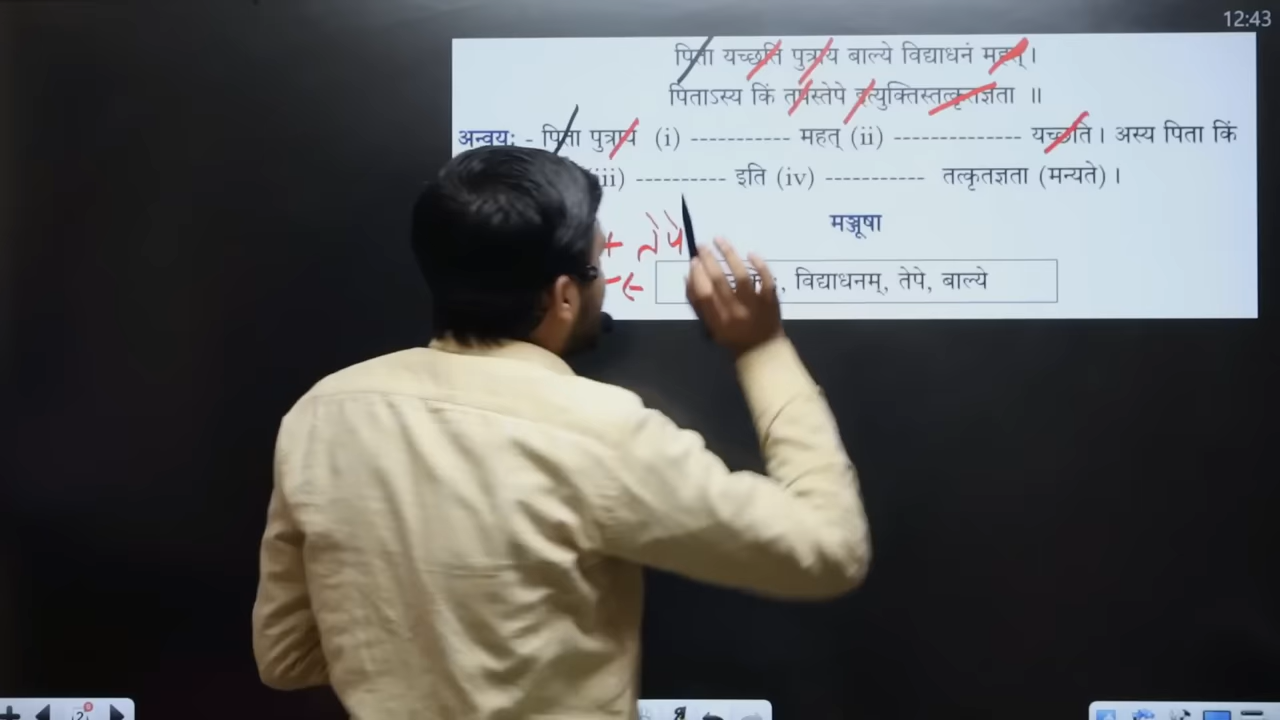 12:43
पिता यच्छति पुत्राय बाल्ये विद्याधनं महत् ।
पिताऽस्य किं तपस्तेपे इत्युक्तिस्तत्कृतज्ञता ॥
अन्वयः - पिता पुत्राय (i) ----------- महत् (ii) -------------- यच्छति । अस्य पिता किं
(iii) ---------- इति (iv) ----------- तत्कृतज्ञता (मन्यते) ।
+ तेपे
मञ्जूषा
विद्याधनम्, तेपे, बाल्ये